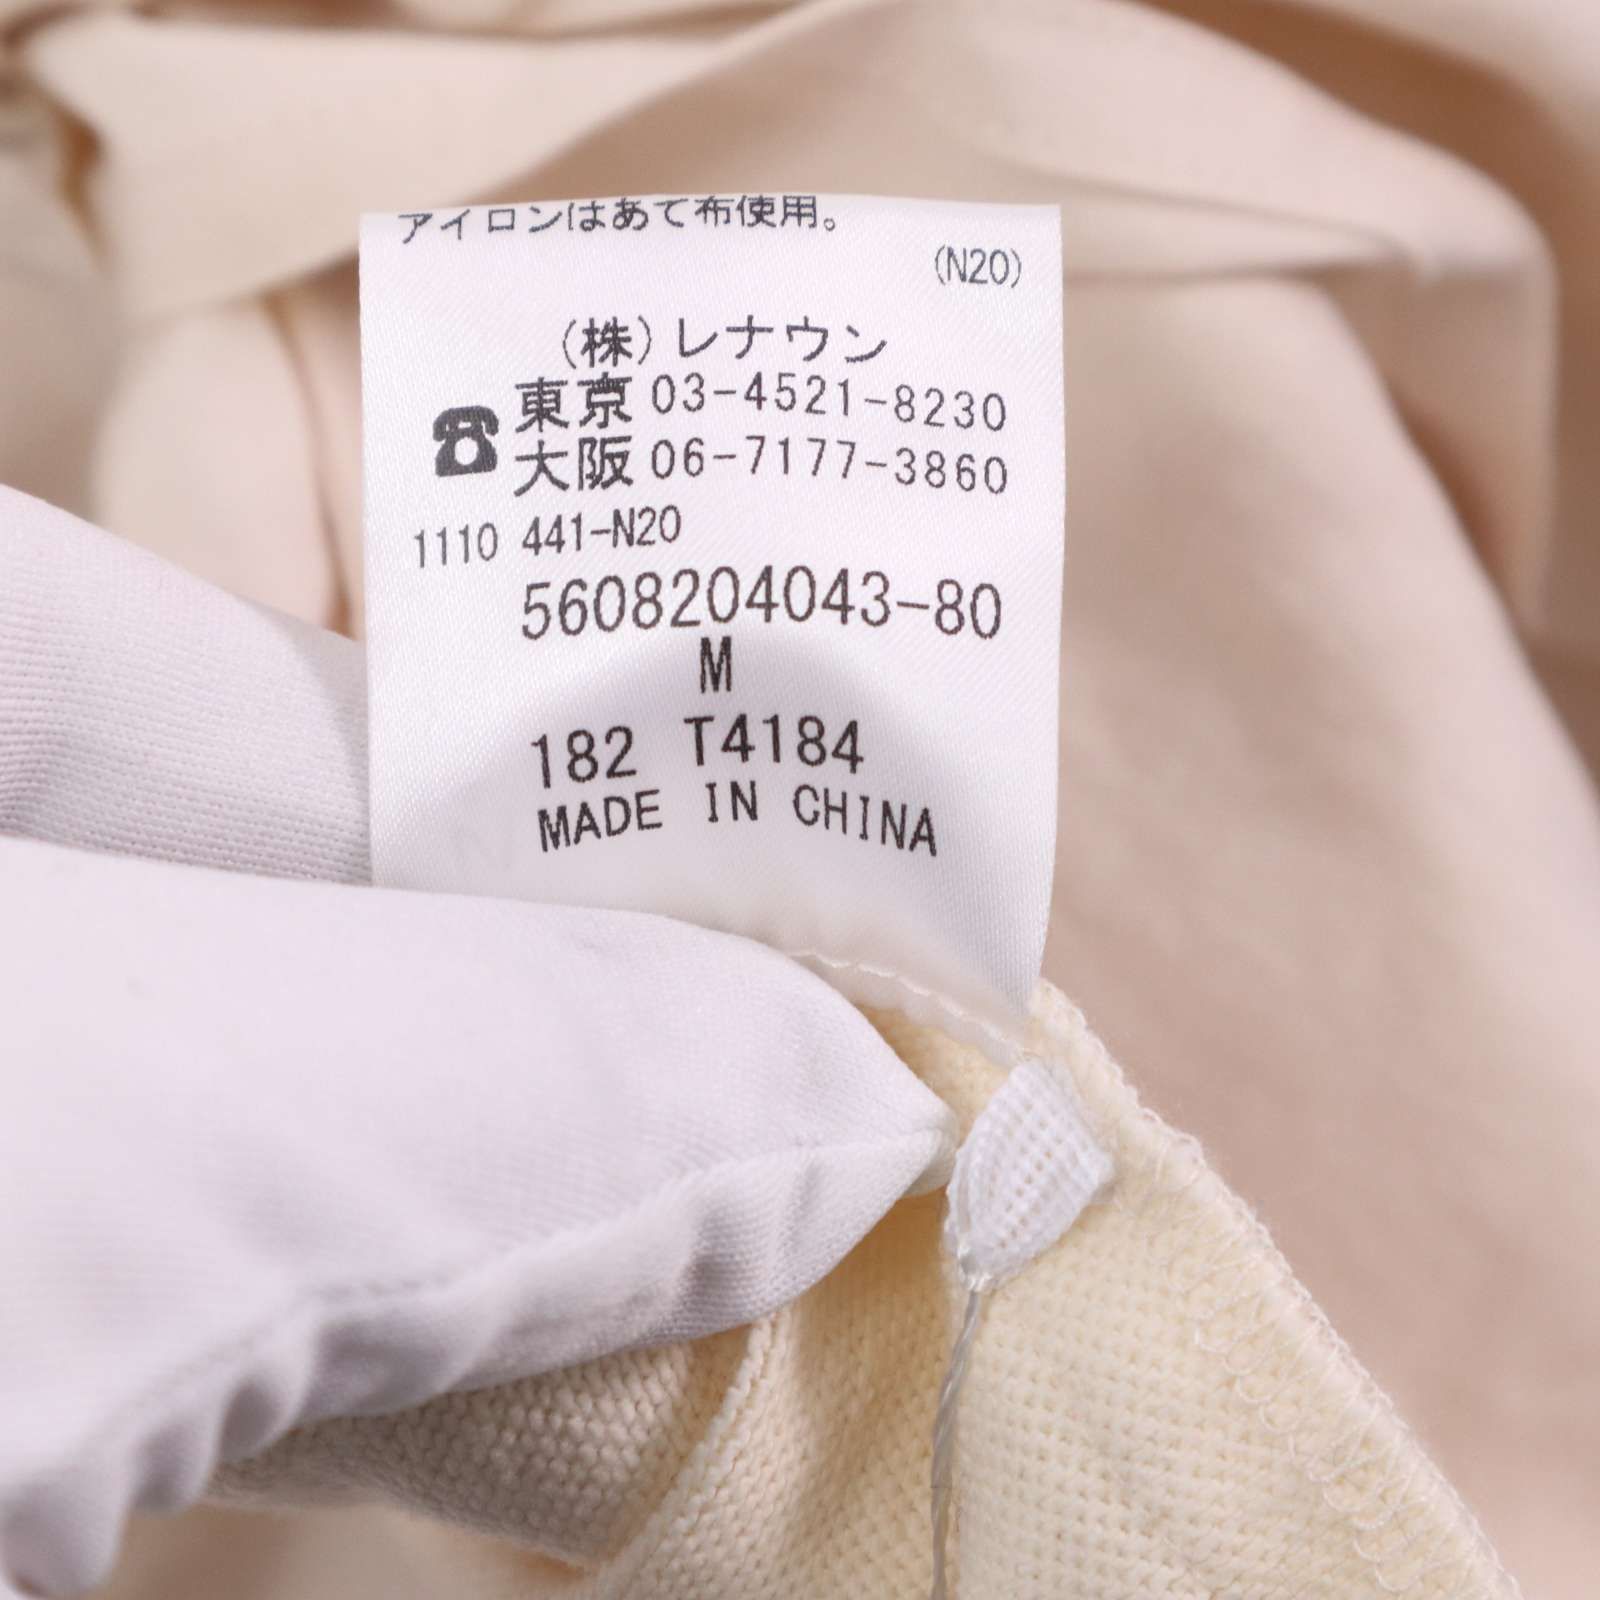 アイロンはあて布使用。
(N20)
(株)レナウン
☎東京 03-4521-8230
大阪 06-7177-3860
1110 441-N20
5608204043-80
M
182 T4184
MADE IN CHINA